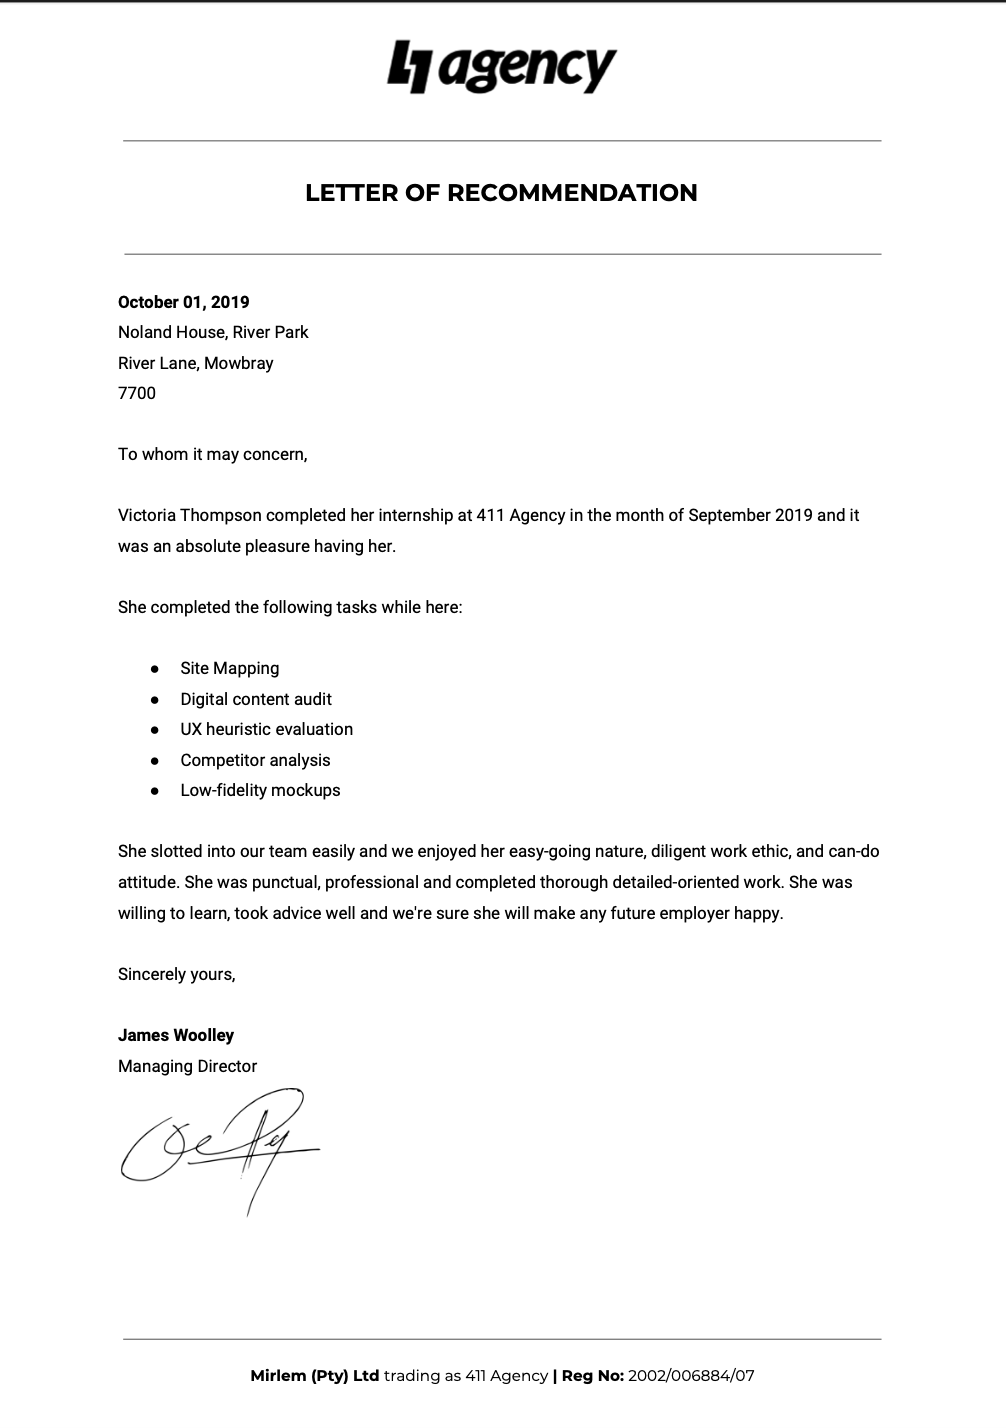 411 agency
LETTER OF RECOMMENDATION
October 01, 2019
Noland House, River Park
River Lane, Mowbray
7700
To whom it may concern,
Victoria Thompson completed her internship at 411 Agency in the month of September 2019 and it
was an absolute pleasure having her.
She completed the following tasks while here:
● Site Mapping
● Digital content audit
● UX heuristic evaluation
● Competitor analysis
● Low-fidelity mockups
She slotted into our team easily and we enjoyed her easy-going nature, diligent work ethic, and can-do
attitude. She was punctual, professional and completed thorough detailed-oriented work. She was
willing to learn, took advice well and we're sure she will make any future employer happy.
Sincerely yours,
James Woolley
Managing Director
Mirlem (Pty) Ltd trading as 411 Agency | Reg No: 2002/006884/07